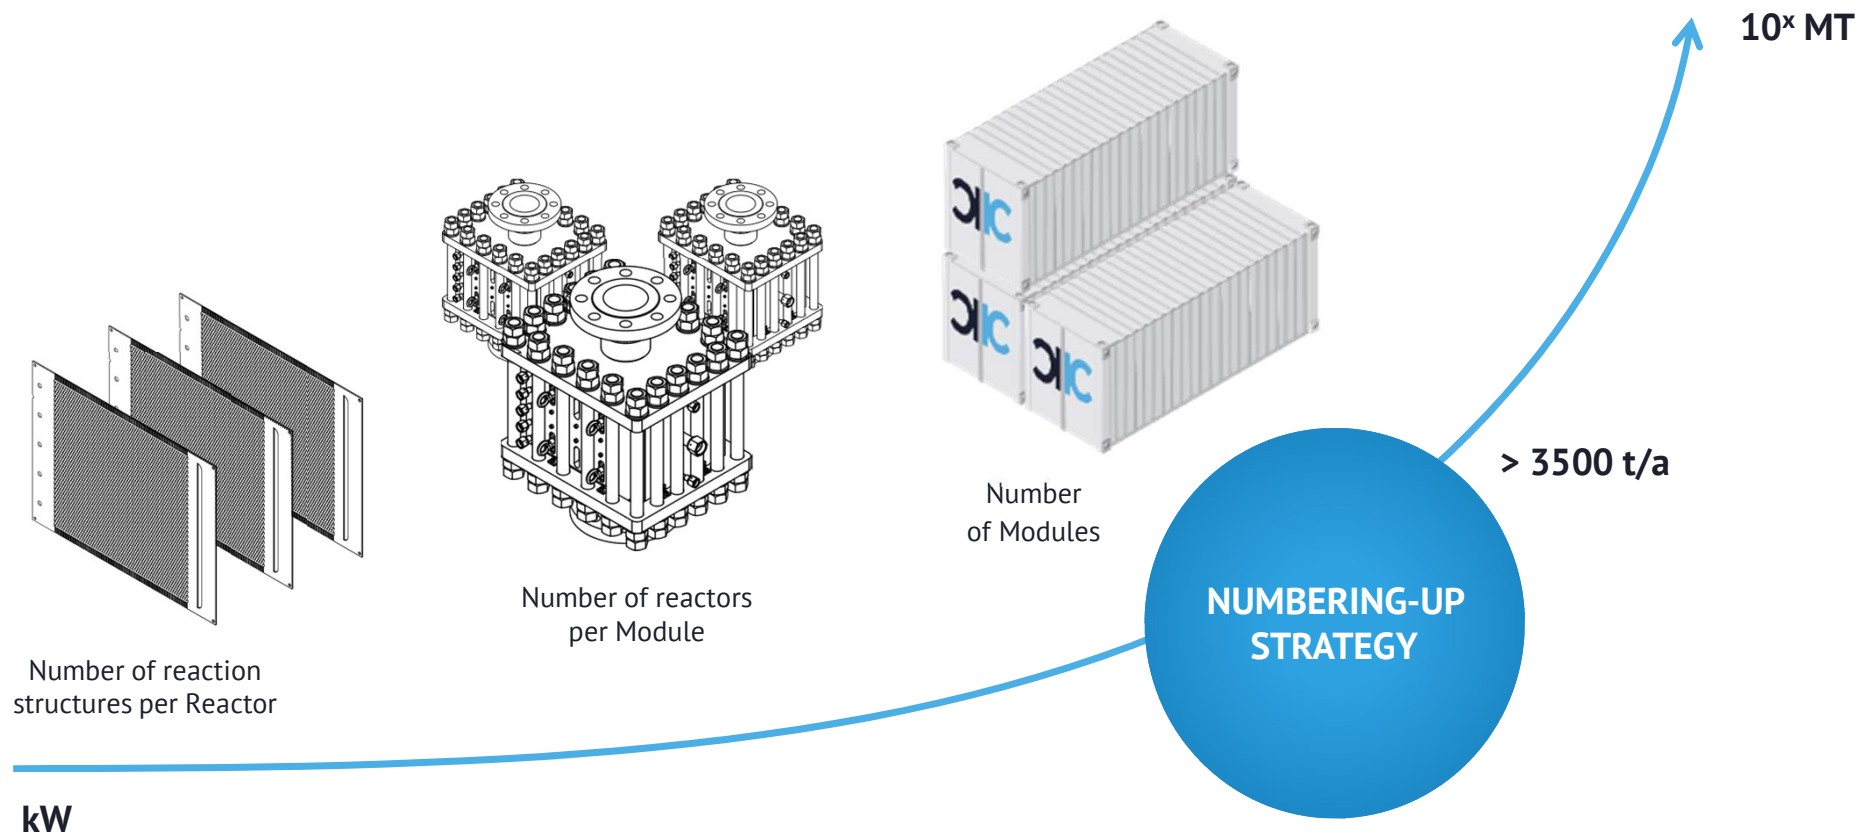 10ˣ MT
> 3500 t/a
Number
of Modules
Number of reactors
per Module
NUMBERING-UP
STRATEGY
Number of reaction
structures per Reactor
kW